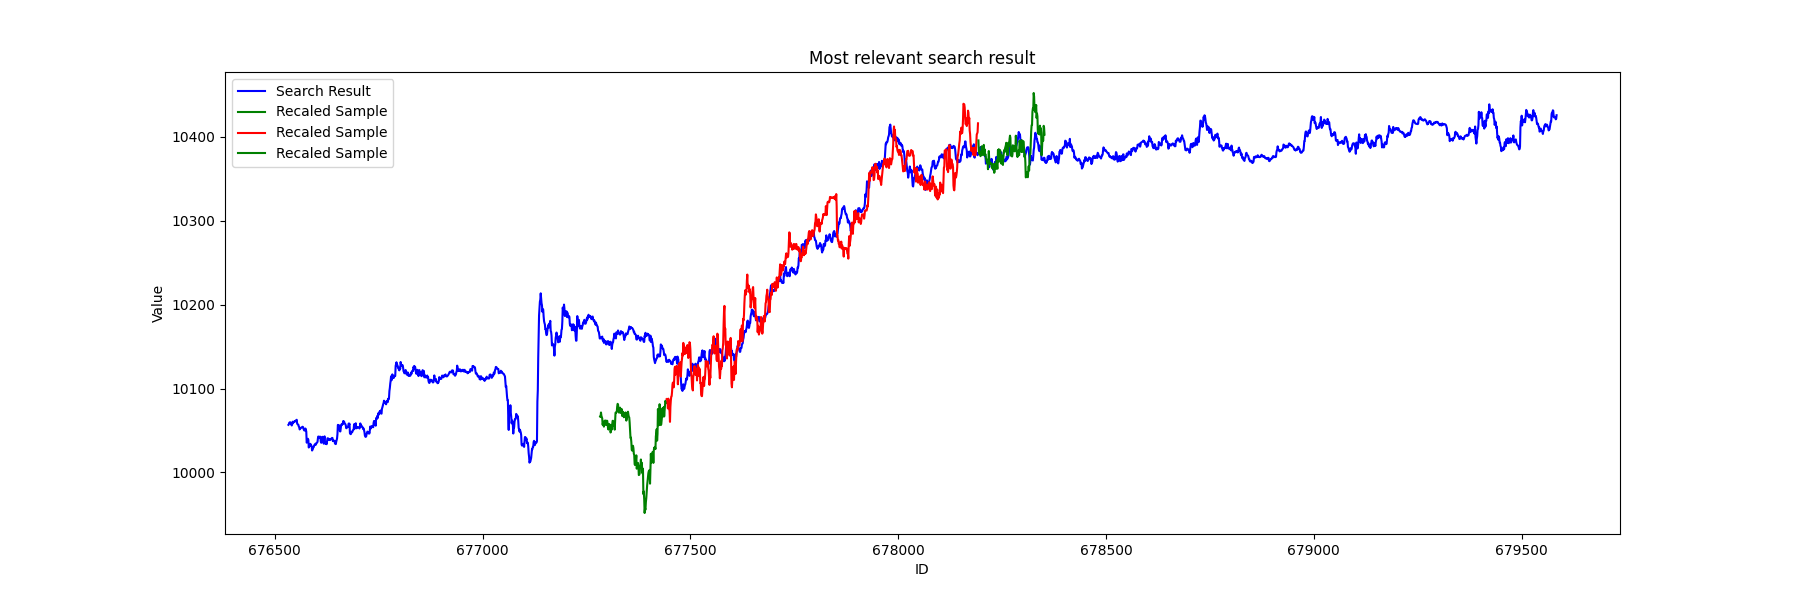 Most relevant search result
Search Result
Recaled Sample
Recaled Sample
Recaled Sample
10400
10300
10200
10100
10000
Value
676500
677000
677500
678000
678500
679000
679500
ID